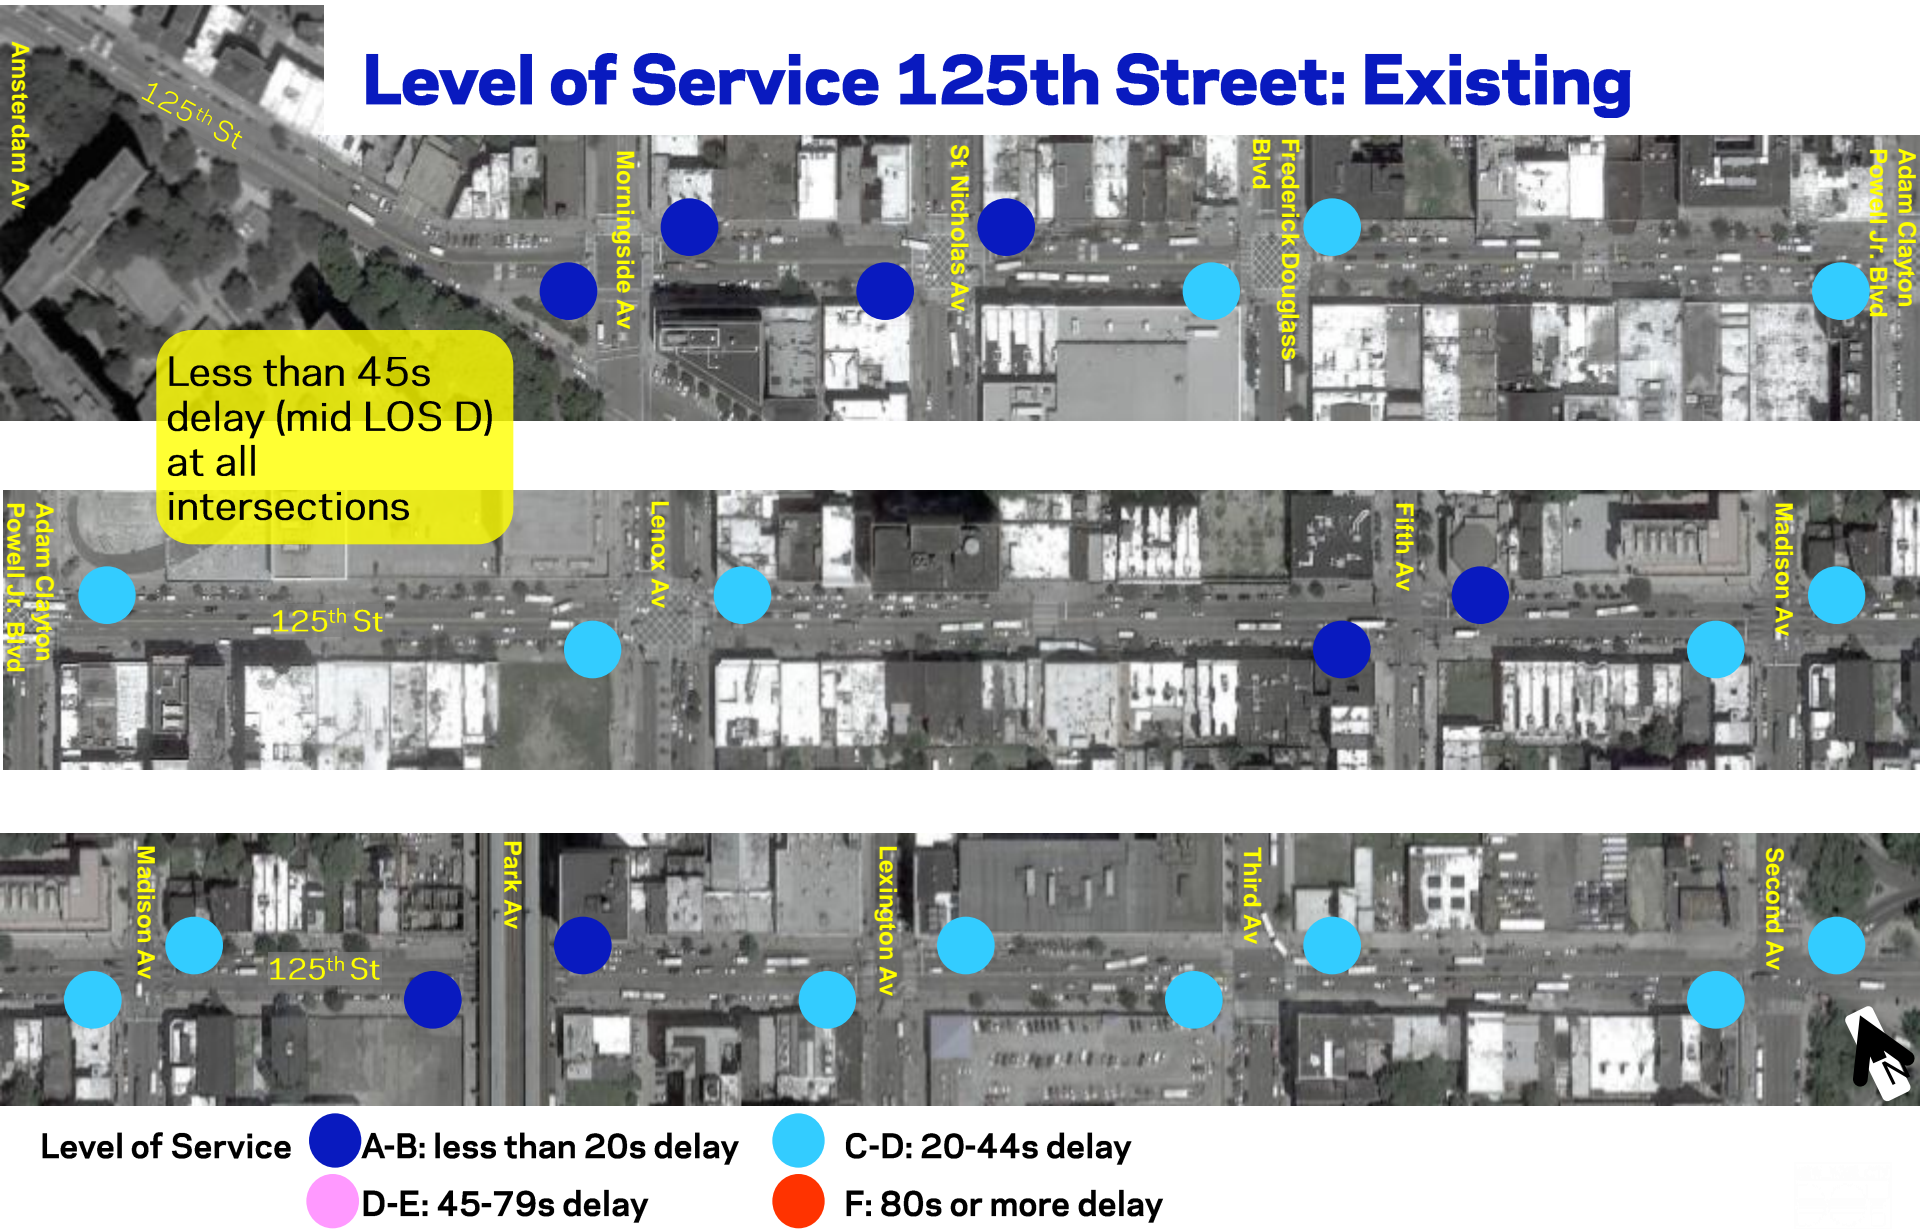 Level of Service 125th Street: Existing
Amsterdam Av
125th St
Morningside Av
St Nicholas Av
Frederick Douglass
Blvd
Adam Clayton
Powell Jr. Blvd
Less than 45s
delay (mid LOS D)
at all
intersections
Adam Clayton
Powell Jr. Blvd
125th St
Lenox Av
Fifth Av
Madison Av
Madison Av
125th St
Park Av
Lexington Av
Third Av
Second Av
N
Level of Service
A-B: less than 20s delay
C-D: 20-44s delay
D-E: 45-79s delay
F: 80s or more delay